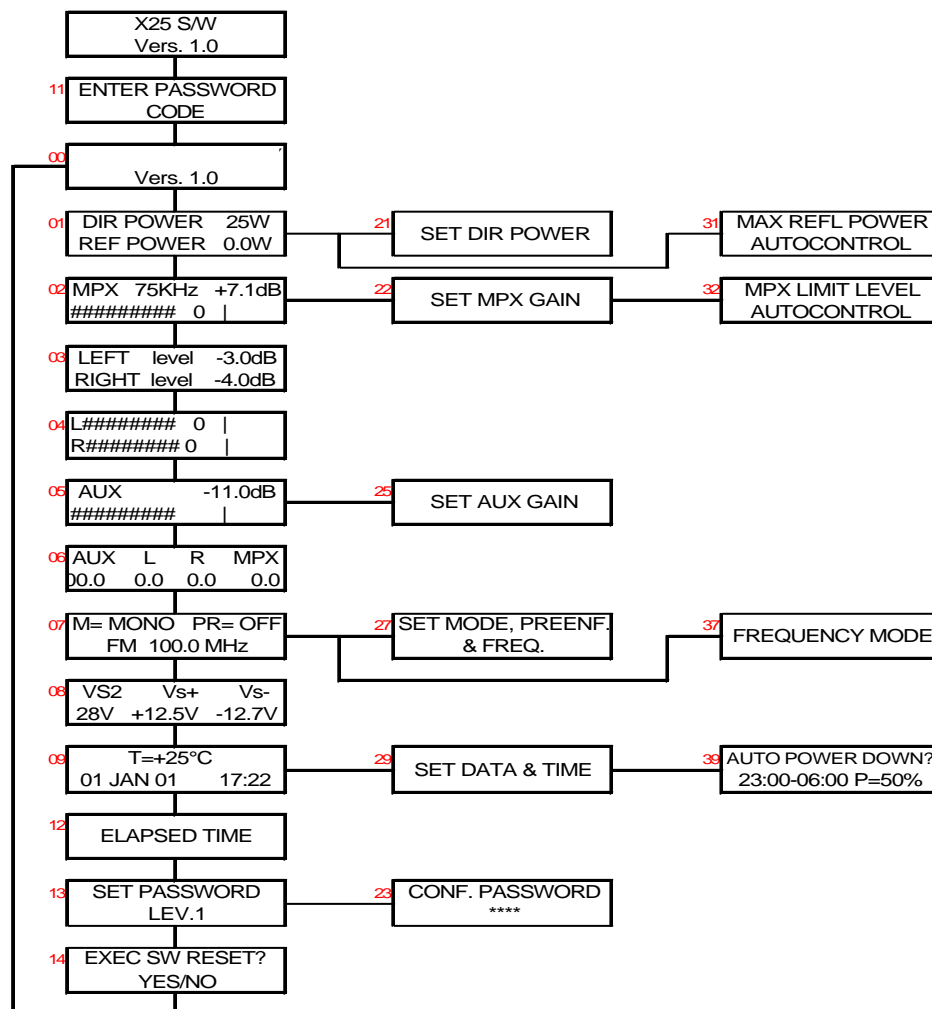 X25 S/W
Vers. 1.0
11
ENTER PASSWORD
CODE
00
Vers. 1.0
01
DIR POWER 25W
REF POWER 0.0W
21
SET DIR POWER
31
MAX REFL POWER
AUTOCONTROL
02
MPX 75KHz +7.1dB
######### 0 |
22
SET MPX GAIN
32
MPX LIMIT LEVEL
AUTOCONTROL
03
LEFT level -3.0dB
RIGHT level -4.0dB
04
L######## 0 |
R######## 0 |
05
AUX -11.0dB
######### |
25
SET AUX GAIN
06
AUX L R MPX
00.0 0.0 0.0 0.0
07
M= MONO PR= OFF
FM 100.0 MHz
27
SET MODE, PREENF.
& FREQ.
37
FREQUENCY MODE
08
VS2 Vs+ Vs-
28V +12.5V -12.7V
09
T=+25°C
01 JAN 01 17:22
29
SET DATA & TIME
39
AUTO POWER DOWN?
23:00-06:00 P=50%
12
ELAPSED TIME
13
SET PASSWORD
LEV.1
23
CONF. PASSWORD
****
14
EXEC SW RESET?
YES/NO